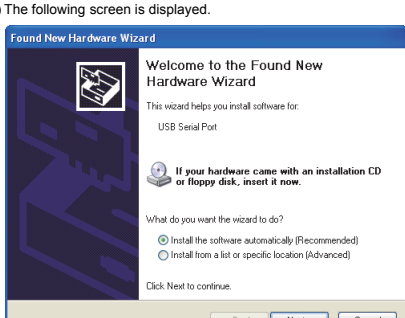 The following screen is displayed.
Found New Hardware Wizard
Welcome to the Found New
Hardware Wizard
This wizard helps you install software for:
USB Serial Port
If your hardware came with an installation CD
or floppy disk, insert it now.
What do you want the wizard to do?
Install the software automatically (Recommended)
Install from a list or specific location (Advanced)
Click Next to continue.